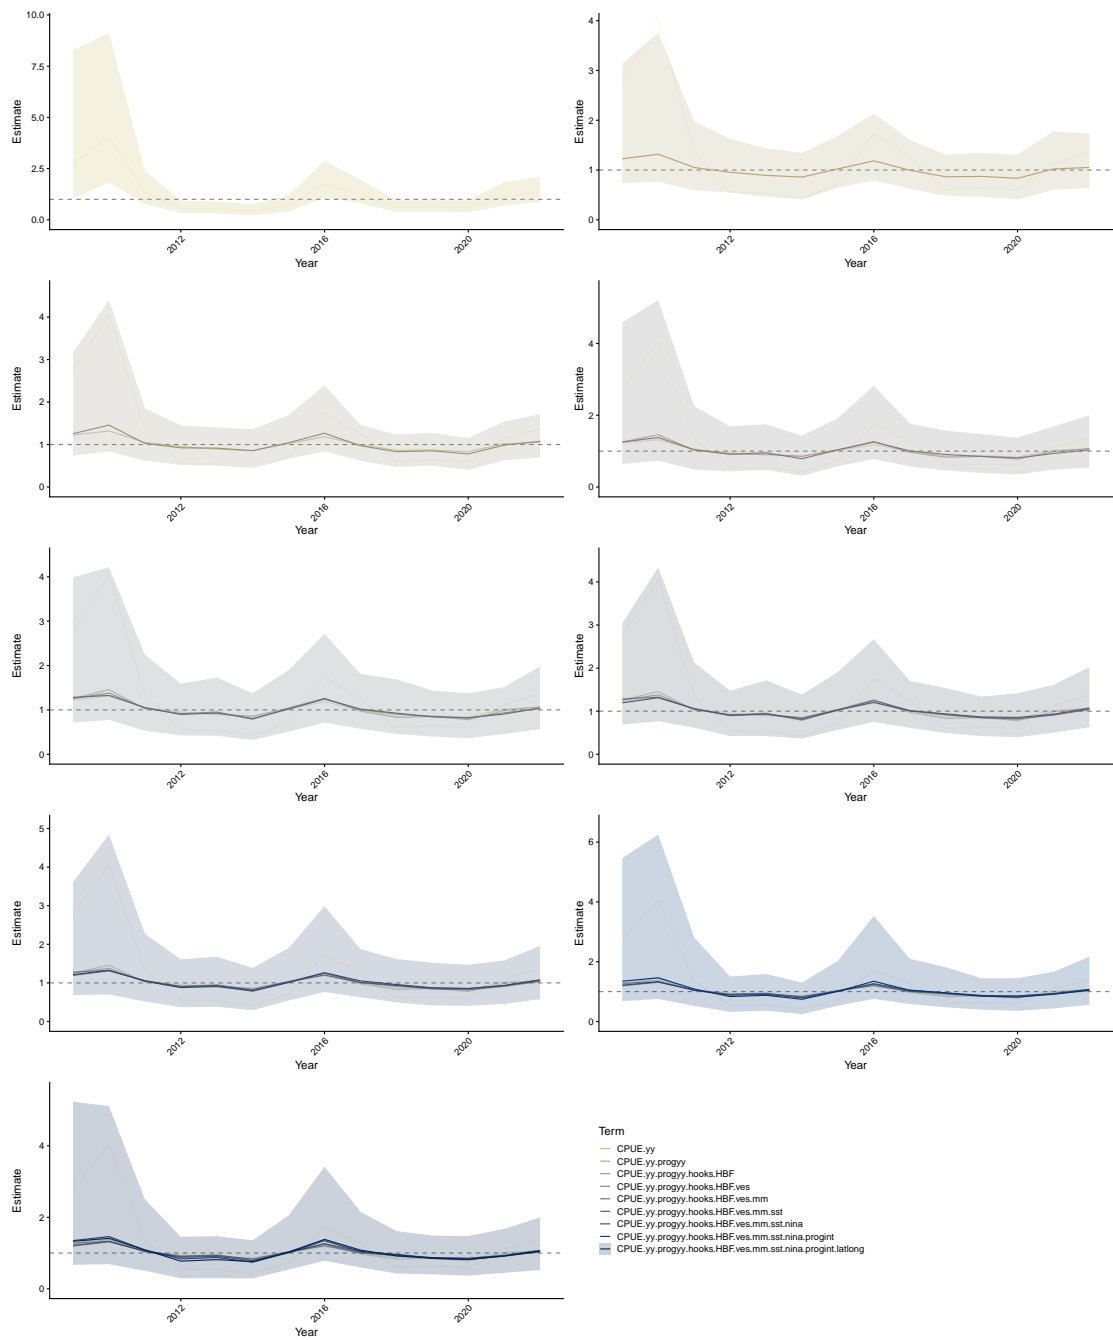 10.0
7.5
5.0
2.5
0.0
Estimate
2012
2016
2020
Year
4
3
2
1
0
Estimate
2012
2016
2020
Year
4
3
2
1
0
Estimate
2012
2016
2020
Year
4
2
0
Estimate
2012
2016
2020
Year
4
3
2
1
0
Estimate
2012
2016
2020
Year
4
3
2
1
0
Estimate
2012
2016
2020
Year
5
4
3
2
1
0
Estimate
2012
2016
2020
Year
6
4
2
0
Estimate
2012
2016
2020
Year
4
2
0
Estimate
2012
2016
2020
Year
Term
CPUE.yy
CPUE.yy.progyy
CPUE.yy.progyy.hooks.HBF
CPUE.yy.progyy.hooks.HBF.ves
CPUE.yy.progyy.hooks.HBF.ves.mm
CPUE.yy.progyy.hooks.HBF.ves.mm.sst
CPUE.yy.progyy.hooks.HBF.ves.mm.sst.nina
CPUE.yy.progyy.hooks.HBF.ves.mm.sst.nina.progint
CPUE.yy.progyy.hooks.HBF.ves.mm.sst.nina.progint.latlong